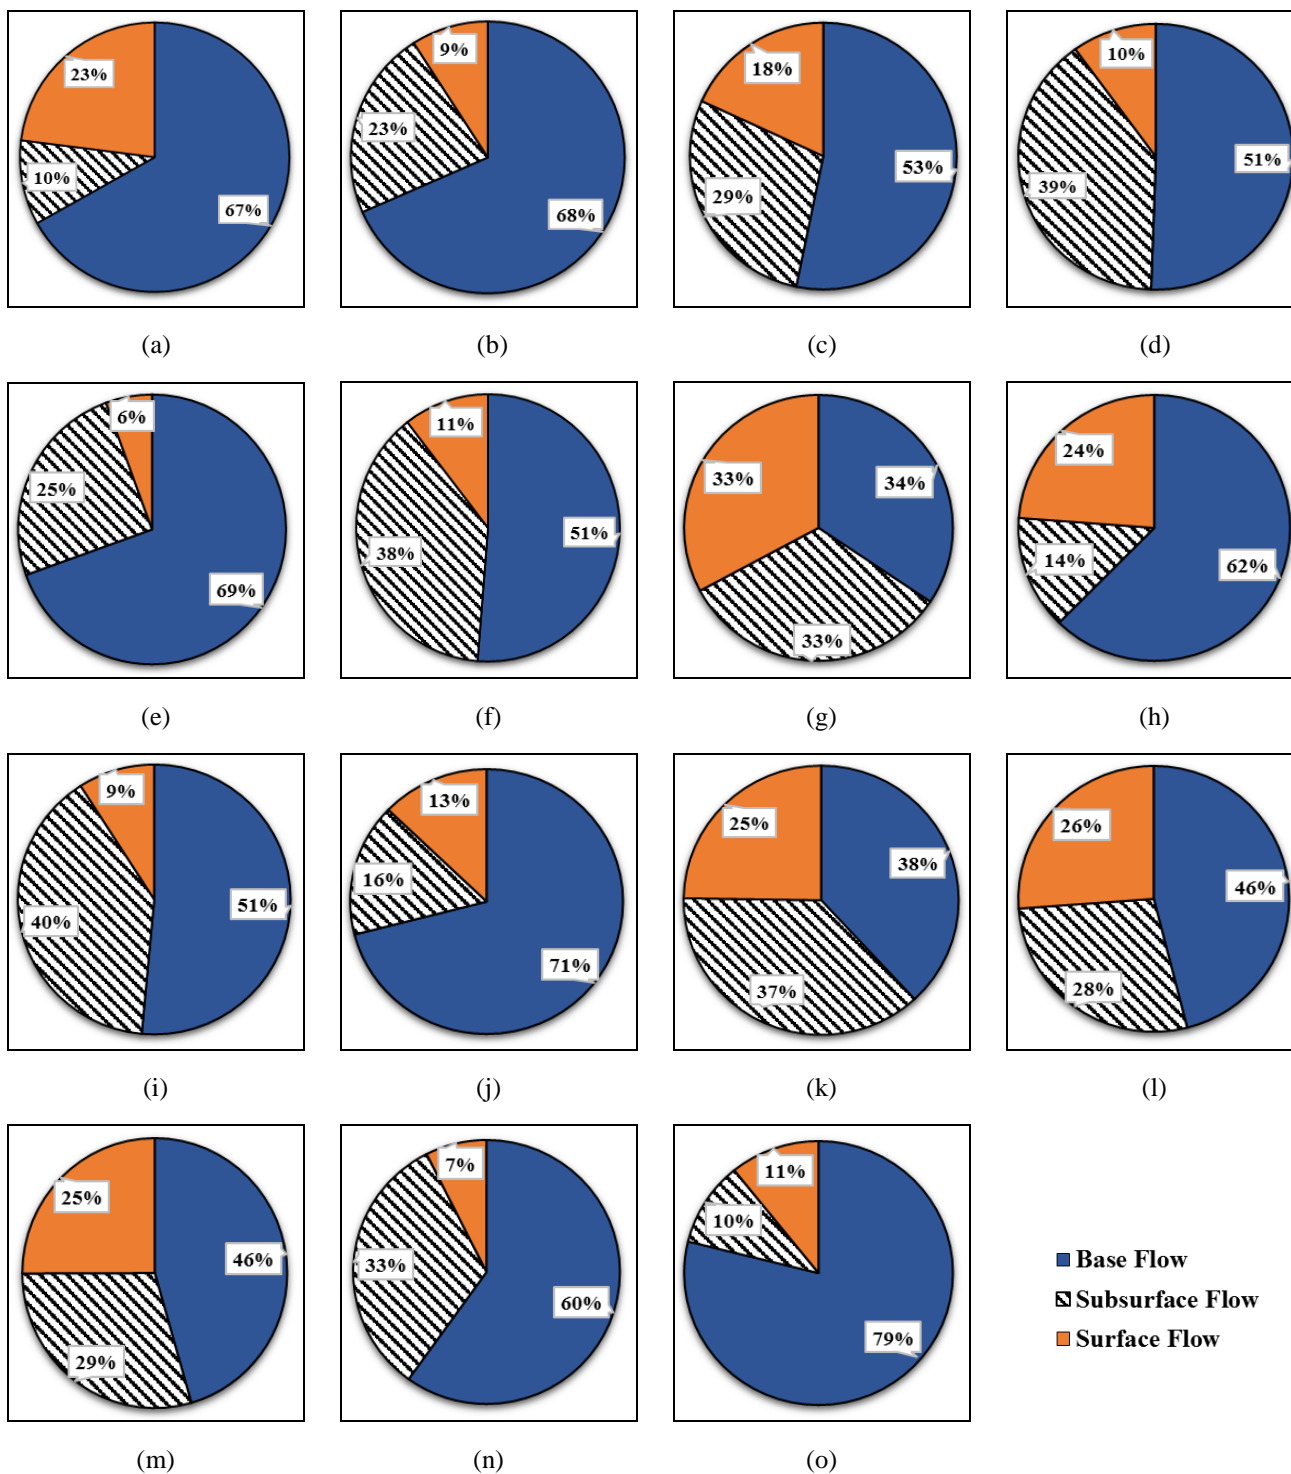 23%
10%
67%
(a)
9%
23%
68%
(b)
18%
29%
53%
(c)
10%
39%
51%
(d)
6%
25%
69%
(e)
11%
38%
51%
(f)
33%
34%
33%
(g)
24%
14%
62%
(h)
9%
40%
51%
(i)
13%
16%
71%
(j)
25%
38%
37%
(k)
26%
46%
28%
(l)
25%
46%
29%
(m)
7%
33%
60%
(n)
11%
10%
79%
(o)
Base Flow
Subsurface Flow
Surface Flow